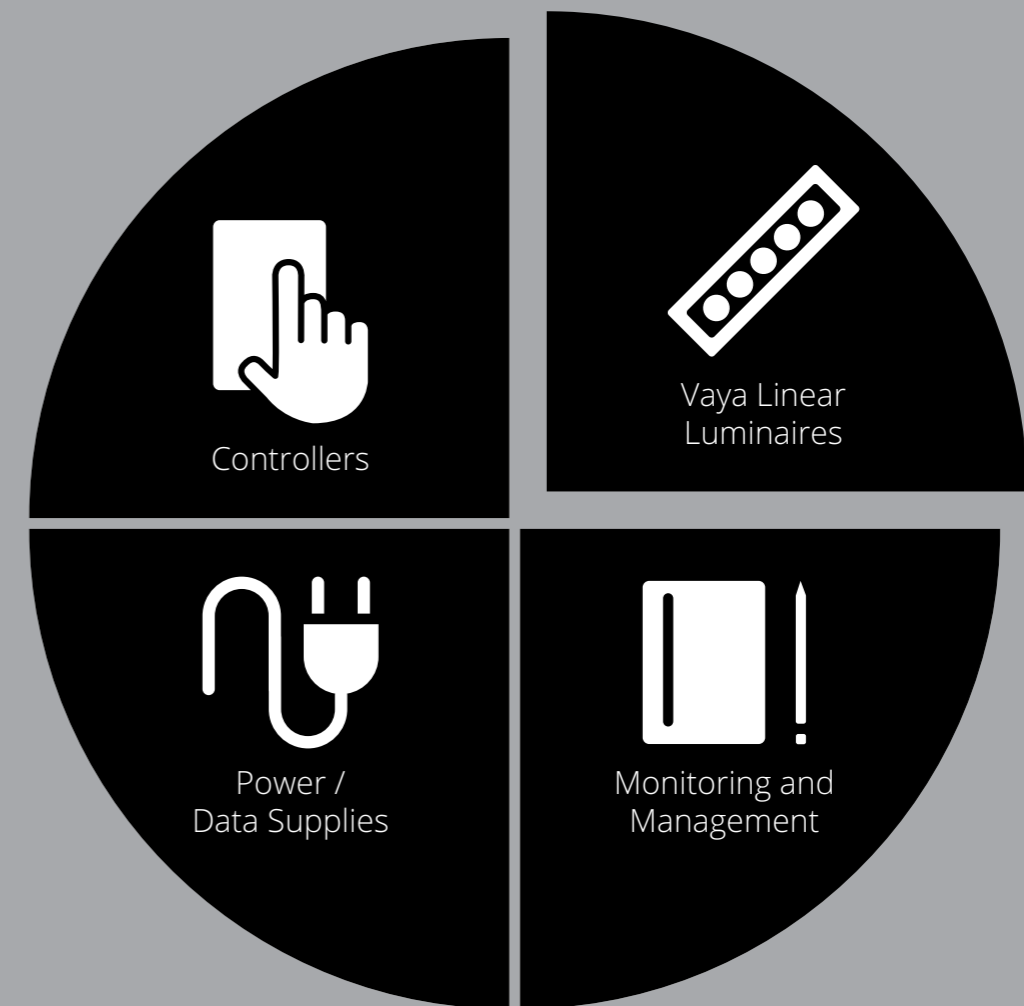 Controllers
Vaya Linear
Luminaires
Power /
Data Supplies
Monitoring and
Management